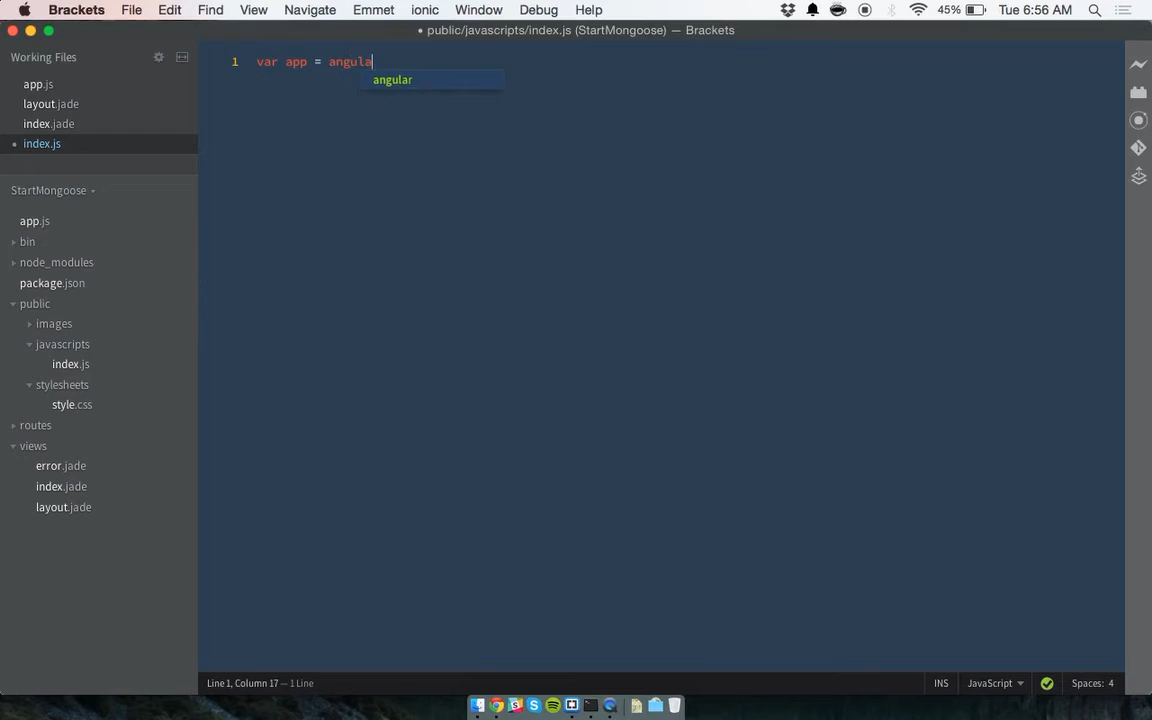 Brackets File Edit Find View Navigate Emmet ionic Window Debug Help 45% Tue 6:56 AM
• public/javascripts/index.js (StartMongoose) — Brackets
Working Files
app.js
layout.jade
index.jade
• index.js
StartMongoose
app.js
bin
node_modules
package.json
public
images
javascripts
index.js
stylesheets
style.css
routes
views
error.jade
index.jade
layout.jade
1 var app = angula
angular
Line 1, Column 17 — 1 Line
INS JavaScript Spaces: 4